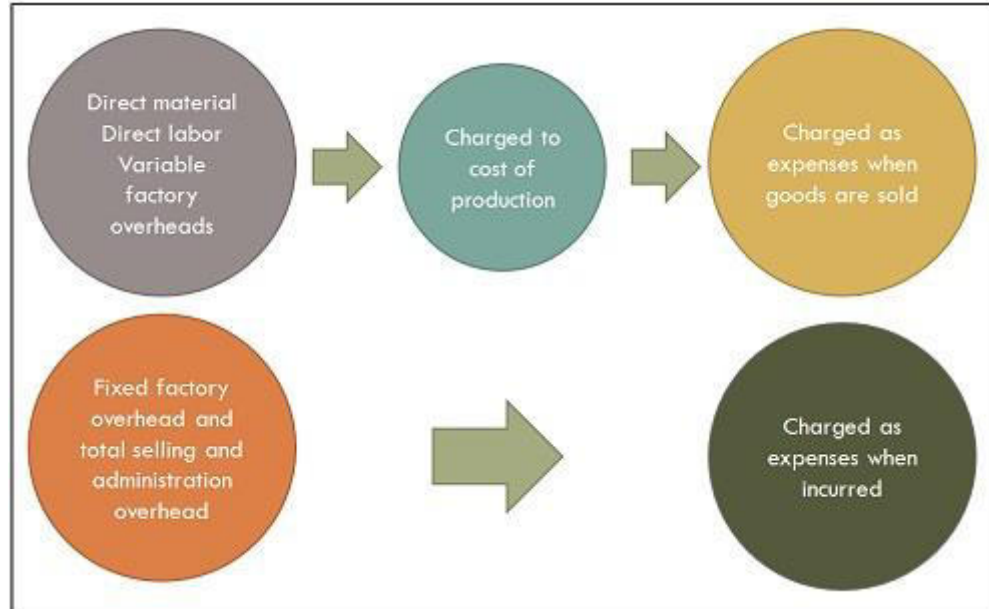 Direct material
Direct labor
Variable
factory
overheads
Charged to
cost of
production
Charged as
expenses when
goods are sold
Fixed factory
overhead and
total selling and
administration
overhead
Charged as
expenses when
incurred